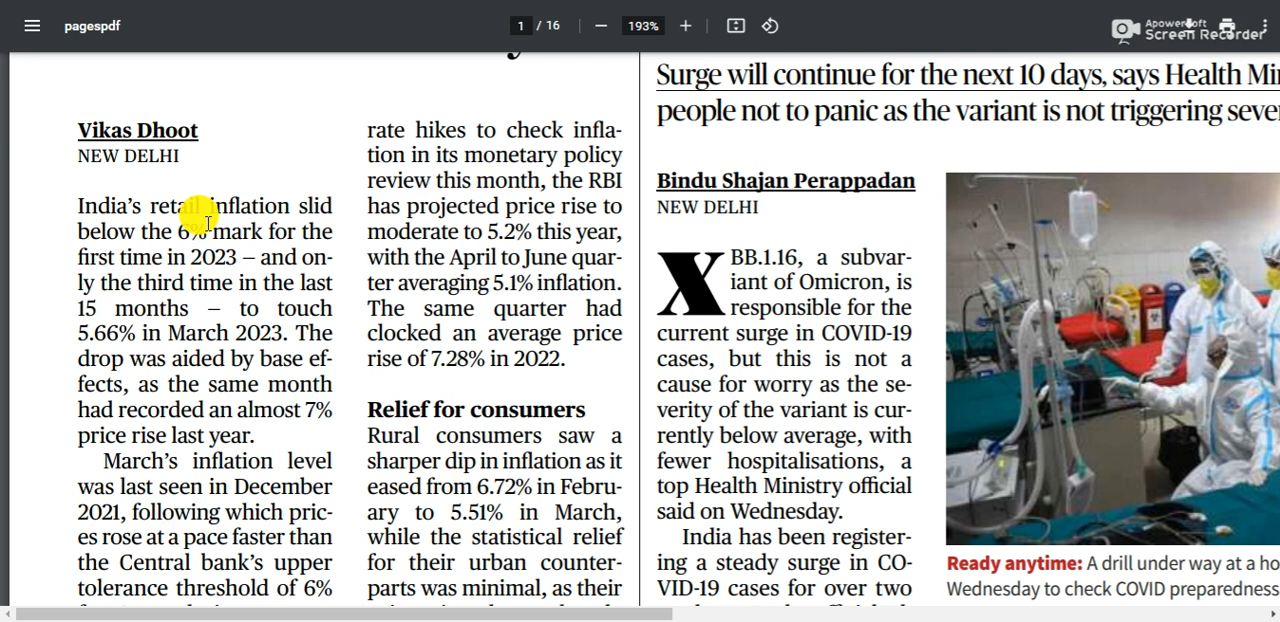 pagespdf
1 / 16
193%
Apowersoft
Screen Recorder
Surge will continue for the next 10 days, says Health
people not to panic as the variant is not triggering
Vikas Dhoot
NEW DELHI
India's retail inflation slid
below the 6% mark for the
first time in 2023 – and on-
ly the third time in the last
15 months – to touch
5.66% in March 2023. The
drop was aided by base ef-
fects, as the same month
had recorded an almost 7%
price rise last year.
March's inflation level
was last seen in December
2021, following which pric-
es rose at a pace faster than
the Central bank's upper
tolerance threshold of 6%
rate hikes to check infla-
tion in its monetary policy
review this month, the RBI
has projected price rise to
moderate to 5.2% this year,
with the April to June quar-
ter averaging 5.1% inflation.
The same quarter had
clocked an average price
rise of 7.28% in 2022.
Relief for consumers
Rural consumers saw a
sharper dip in inflation as it
eased from 6.72% in Febru-
ary to 5.51% in March,
while the statistical relief
for their urban counter-
parts was minimal, as their
Bindu Shajan Perappadan
NEW DELHI
XBB.1.16, a subvar-
iant of Omicron, is
responsible for the
current surge in COVID-19
cases, but this is not a
cause for worry as the se-
verity of the variant is cur-
rently below average, with
fewer hospitalisations, a
top Health Ministry official
said on Wednesday.
India has been register-
ing a steady surge in CO-
VID-19 cases for over two
Ready anytime: A drill under way at a
Wednesday to check COVID preparedness